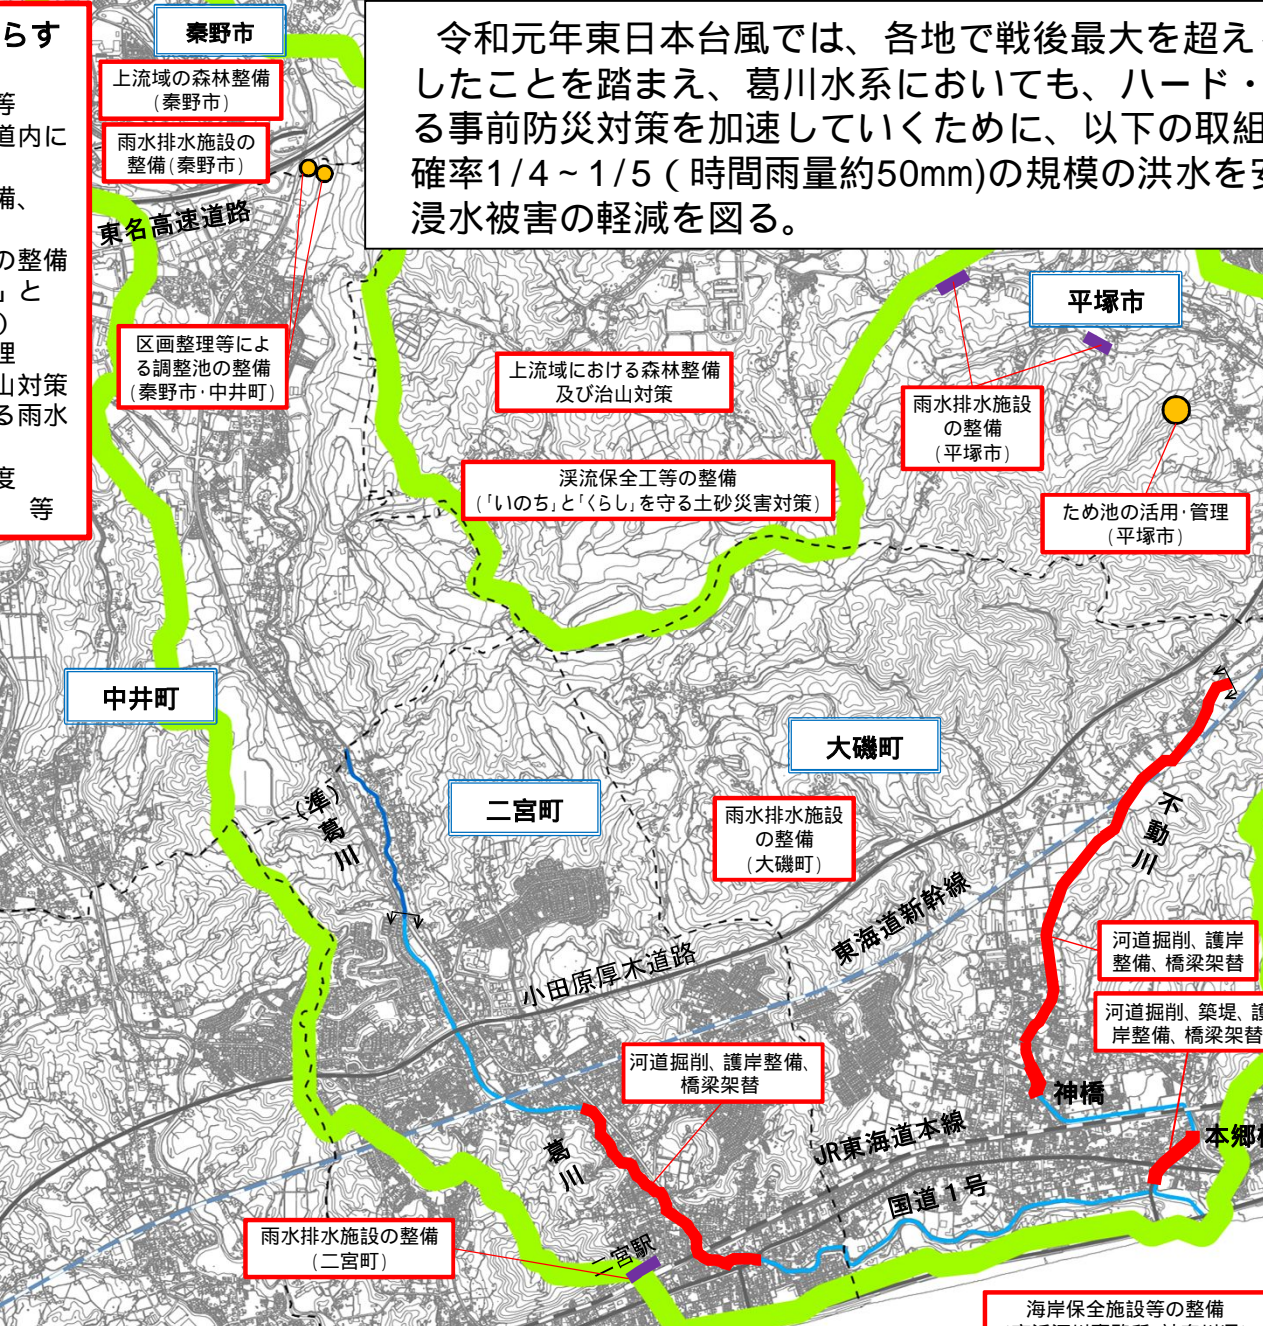 らす
等
道内に
備、
の整備
」と
）
理
山対策
る雨水
度
等
令和元年東日本台風では、各地で戦後最大を超え
したことを踏まえ、葛川水系においても、ハード・
る事前防災対策を加速していくために、以下の取組
確率1/4～1/5（時間雨量約50mm)の規模の洪水を安
浸水被害の軽減を図る。
秦野市
上流域の森林整備
（秦野市）
雨水排水施設の
整備(秦野市)
東名高速道路
区画整理等によ
る調整池の整備
（秦野市・中井町）
上流域における森林整備
及び治山対策
渓流保全工等の整備
（「いのち」と「くらし」を守る土砂災害対策）
平塚市
雨水排水施設
の整備
（平塚市）
ため池の活用・管理
（平塚市）
中井町
（準）
葛川
二宮町
大磯町
雨水排水施設
の整備
（大磯町）
不動川
東海道新幹線
小田原厚木道路
河道掘削、護岸
整備、橋梁架替
河道掘削、築堤、護
岸整備、橋梁架替
河道掘削、護岸整備、
橋梁架替
神橋
本郷
JR東海道本線
国道１号
葛川
二宮駅
雨水排水施設の整備
（二宮町）
海岸保全施設等の整備